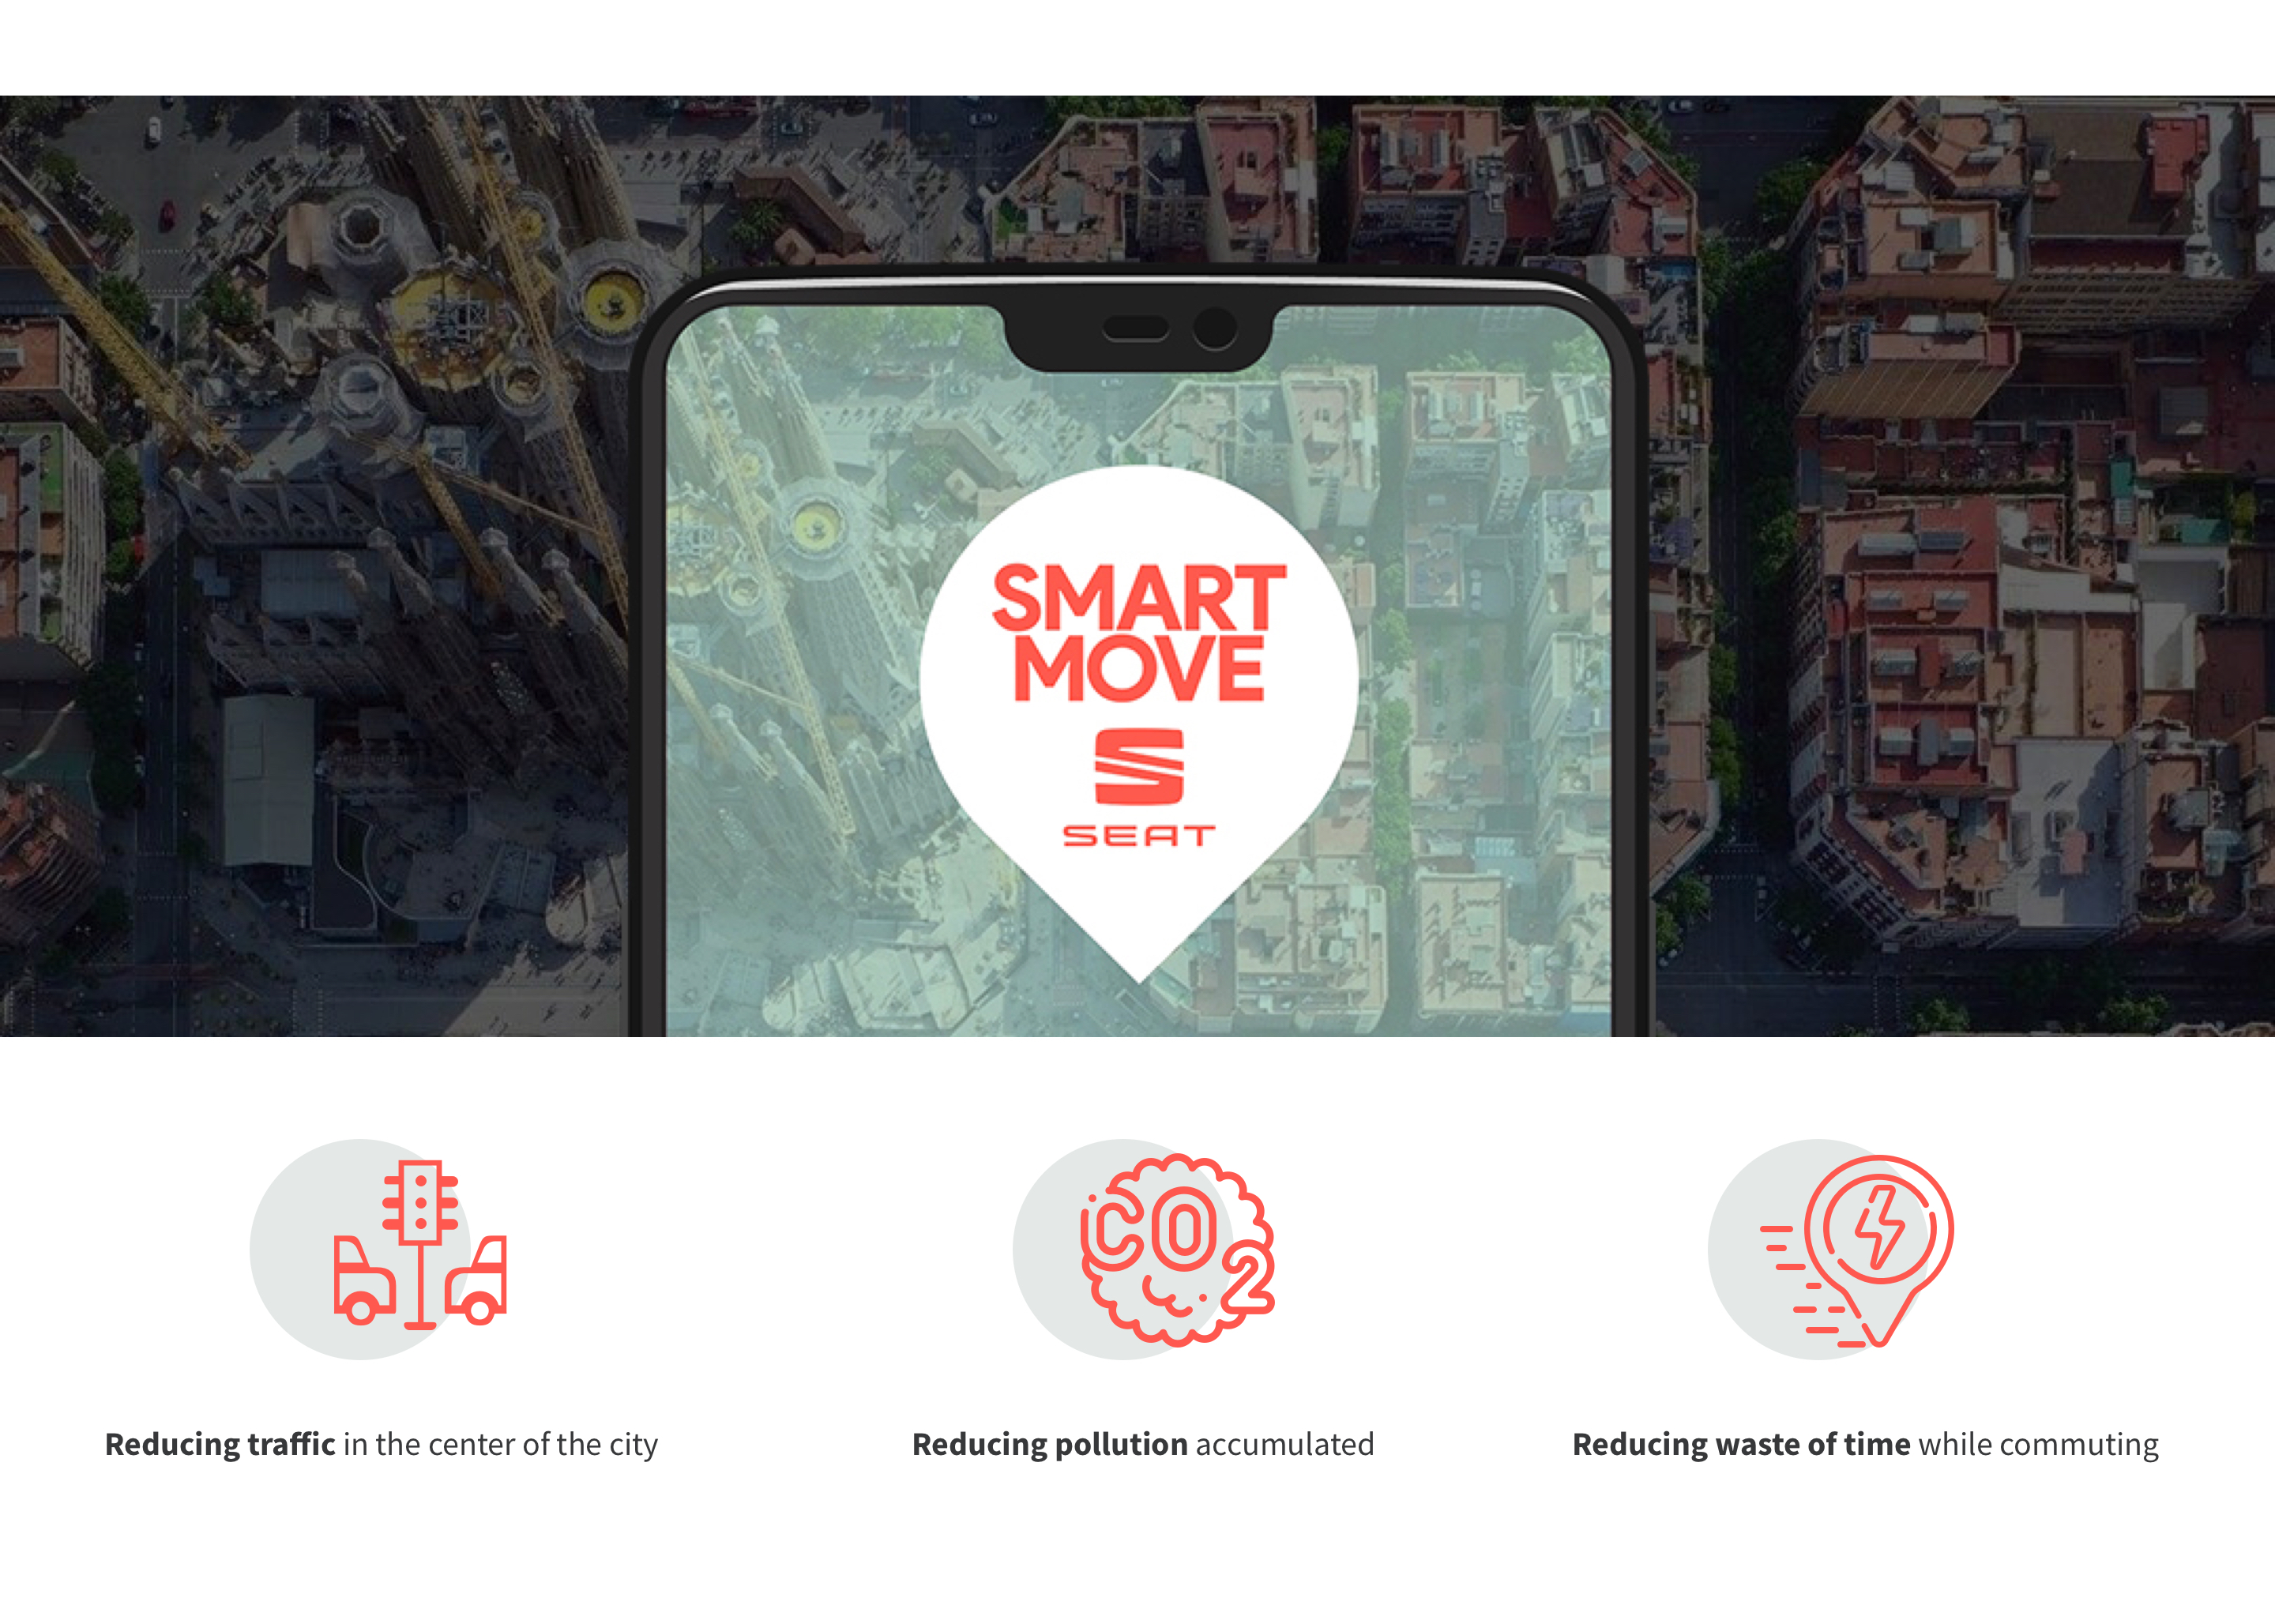 SMART
MOVE
SEAT
CO2
Reducing traffic in the center of the city
Reducing pollution accumulated
Reducing waste of time while commuting